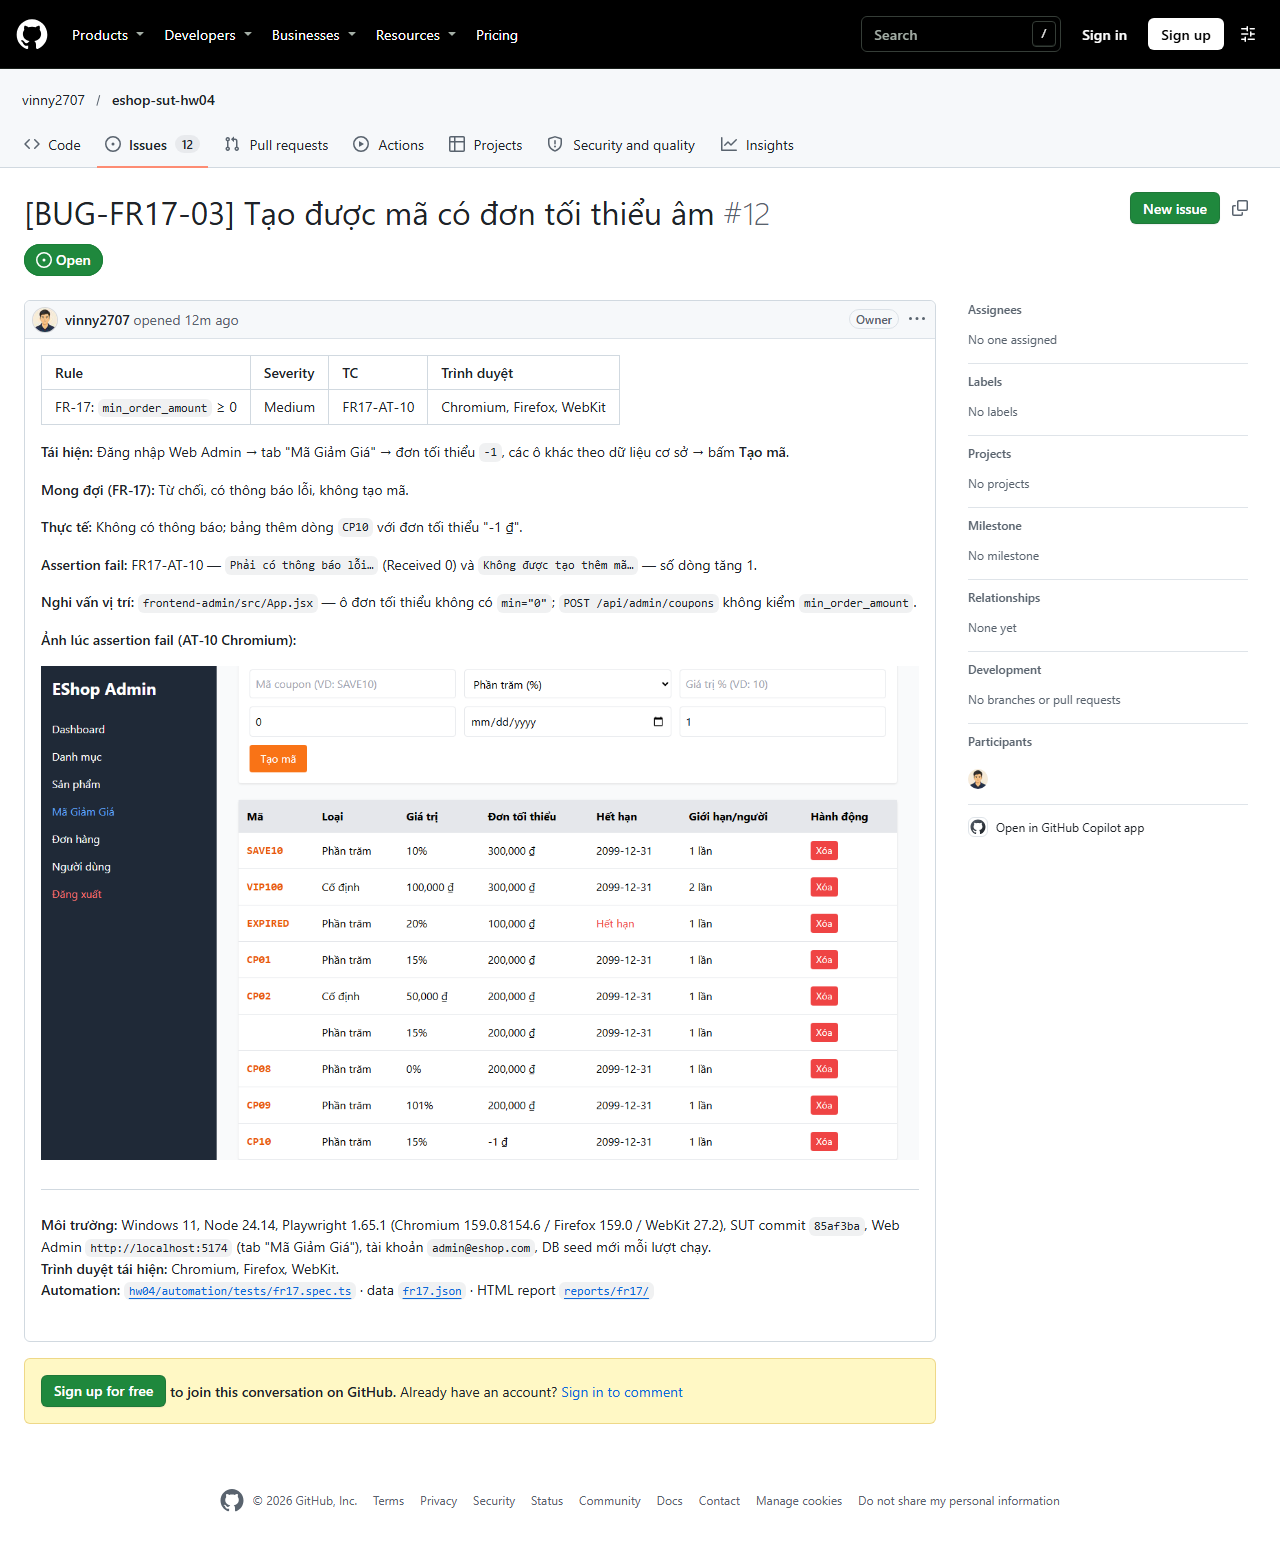 Products Developers Businesses Resources Pricing Search / Sign in Sign up
vinny2707 / eshop-sut-hw04
Code Issues 12 Pull requests Actions Projects Security and quality Insights
[BUG-FR17-03] Tạo được mã có đơn tối thiểu âm #12
New issue
Open
vinny2707 opened 12m ago Owner
Rule Severity TC Trình duyệt
FR-17: min_order_amount ≥ 0 Medium FR17-AT-10 Chromium, Firefox, WebKit
Tái hiện: Đăng nhập Web Admin → tab "Mã Giảm Giá" → đơn tối thiểu -1, các ô khác theo dữ liệu cơ sở → bấm Tạo mã.
Mong đợi (FR-17): Từ chối, có thông báo lỗi, không tạo mã.
Thực tế: Không có thông báo; bảng thêm dòng CP10 với đơn tối thiểu "-1 ₫".
Assertion fail: FR17-AT-10 — Phải có thông báo lỗi… (Received 0) và Không được tạo thêm mã… — số dòng tăng 1.
Nghi vấn vị trí: frontend-admin/src/App.jsx — ô đơn tối thiểu không có min="0"; POST /api/admin/coupons không kiểm min_order_amount.
Ảnh lúc assertion fail (AT-10 Chromium):
EShop Admin
Dashboard
Danh mục
Sản phẩm
Mã Giảm Giá
Đơn hàng
Người dùng
Đăng xuất
Mã coupon (VD: SAVE10) Phần trăm (%) Giá trị % (VD: 10)
0 mm/dd/yyyy 1
Tạo mã
Mã Loại Giá trị Đơn tối thiểu Hết hạn Giới hạn/người Hành động
SAVE10 Phần trăm 10% 300,000 ₫ 2099-12-31 1 lần Xóa
VIP100 Cố định 100,000 ₫ 300,000 ₫ 2099-12-31 2 lần Xóa
EXPIRED Phần trăm 20% 100,000 ₫ Hết hạn 1 lần Xóa
CP01 Phần trăm 15% 200,000 ₫ 2099-12-31 1 lần Xóa
CP02 Cố định 50,000 ₫ 200,000 ₫ 2099-12-31 1 lần Xóa
Phần trăm 15% 200,000 ₫ 2099-12-31 1 lần Xóa
CP08 Phần trăm 0% 200,000 ₫ 2099-12-31 1 lần Xóa
CP09 Phần trăm 101% 200,000 ₫ 2099-12-31 1 lần Xóa
CP10 Phần trăm 15% -1 ₫ 2099-12-31 1 lần Xóa
Môi trường: Windows 11, Node 24.14, Playwright 1.65.1 (Chromium 159.0.8154.6 / Firefox 159.0 / WebKit 27.2), SUT commit 85af3ba, Web
Admin http://localhost:5174 (tab "Mã Giảm Giá"), tài khoản admin@eshop.com, DB seed mới mỗi lượt chạy.
Trình duyệt tái hiện: Chromium, Firefox, WebKit.
Automation: hw04/automation/tests/fr17.spec.ts · data fr17.json · HTML report reports/fr17/
Assignees
No one assigned
Labels
No labels
Projects
No projects
Milestone
No milestone
Relationships
None yet
Development
No branches or pull requests
Participants
Open in GitHub Copilot app
Sign up for free to join this conversation on GitHub. Already have an account? Sign in to comment
© 2026 GitHub, Inc. Terms Privacy Security Status Community Docs Contact Manage cookies Do not share my personal information